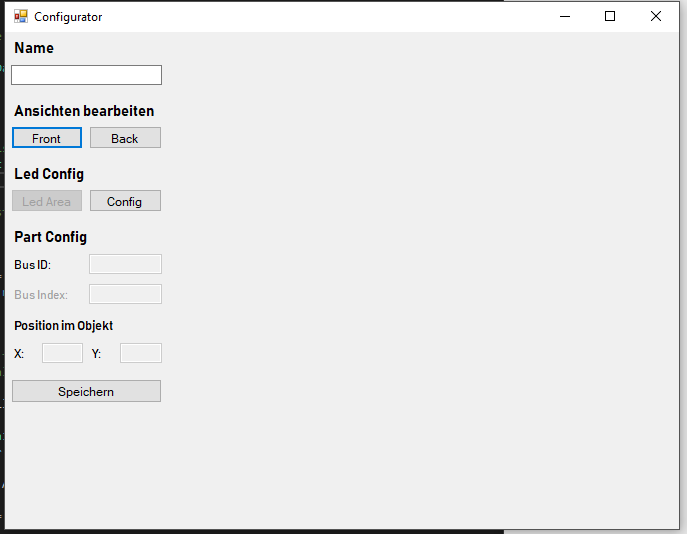 Configurator
Name
Ansichten bearbeiten
Front Back
Led Config
Led Area Config
Part Config
Bus ID:
Bus Index:
Position im Objekt
X: Y:
Speichern